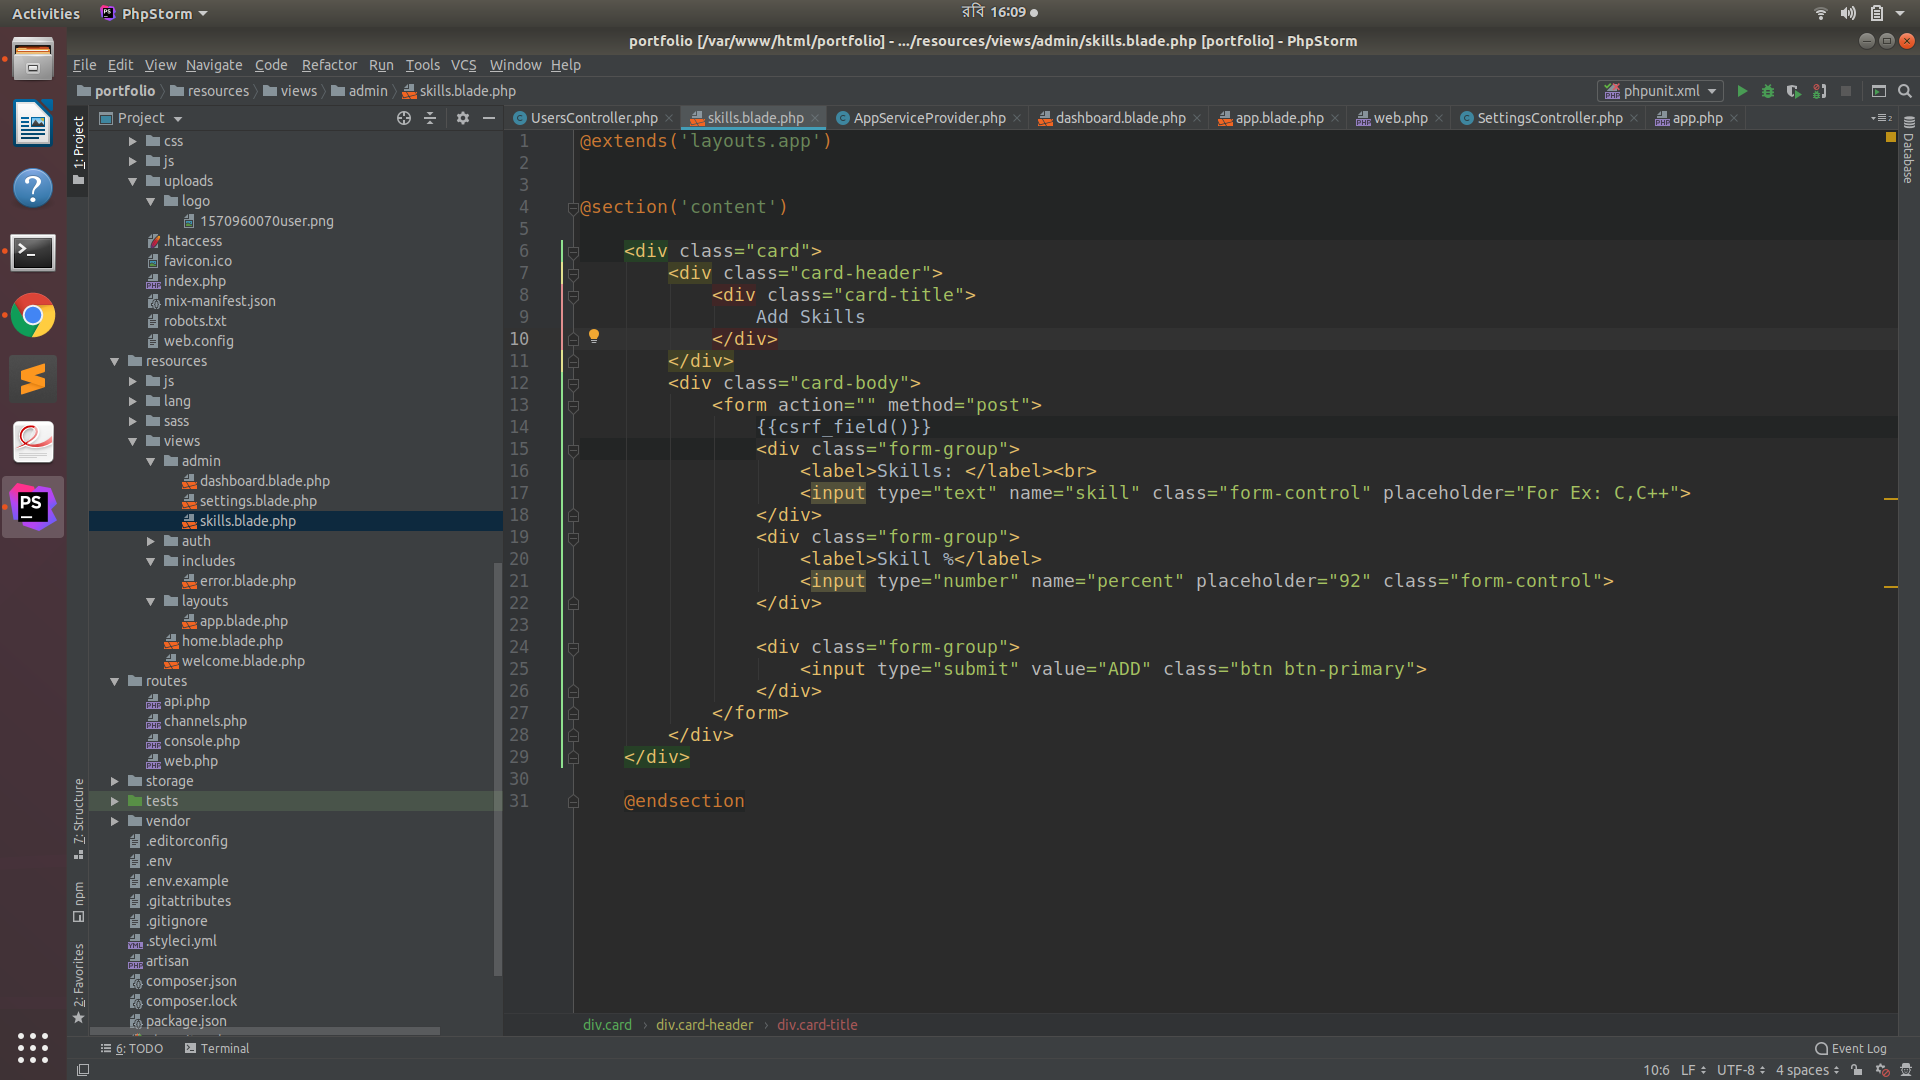 Activities
PhpStorm
রবি 16:09
portfolio [/var/www/html/portfolio] - .../resources/views/admin/skills.blade.php [portfolio] - PhpStorm
File Edit View Navigate Code Refactor Run Tools VCS Window Help
portfolio resources views admin skills.blade.php
phpunit.xml
Project
UsersController.php skills.blade.php AppServiceProvider.php dashboard.blade.php app.blade.php web.php SettingsController.php app.php
1: Project
7: Structure
npm
2: Favorites
Database
css
js
uploads
logo
1570960070user.png
.htaccess
favicon.ico
index.php
mix-manifest.json
robots.txt
web.config
resources
js
lang
sass
views
admin
dashboard.blade.php
settings.blade.php
skills.blade.php
auth
includes
error.blade.php
layouts
app.blade.php
home.blade.php
welcome.blade.php
routes
api.php
channels.php
console.php
web.php
storage
tests
vendor
.editorconfig
.env
.env.example
.gitattributes
.gitignore
.styleci.yml
artisan
composer.json
composer.lock
package.json
1 @extends('layouts.app')
2
3
4 @section('content')
5
6 <div class="card">
7 <div class="card-header">
8 <div class="card-title">
9 Add Skills
10 </div>
11 </div>
12 <div class="card-body">
13 <form action="" method="post">
14 {{csrf_field()}}
15 <div class="form-group">
16 <label>Skills: </label><br>
17 <input type="text" name="skill" class="form-control" placeholder="For Ex: C,C++">
18 </div>
19 <div class="form-group">
20 <label>Skill %</label>
21 <input type="number" name="percent" placeholder="92" class="form-control">
22 </div>
23
24 <div class="form-group">
25 <input type="submit" value="ADD" class="btn btn-primary">
26 </div>
27 </form>
28 </div>
29 </div>
30
31 @endsection
div.card › div.card-header › div.card-title
6: TODO Terminal
Event Log
10:6 LF UTF-8 4 spaces